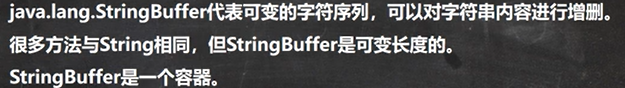 java.lang.StringBuffer代表可变的字符序列，可以对字符串内容进行增删。
很多方法与String相同，但StringBuffer是可变长度的。
StringBuffer是一个容器。